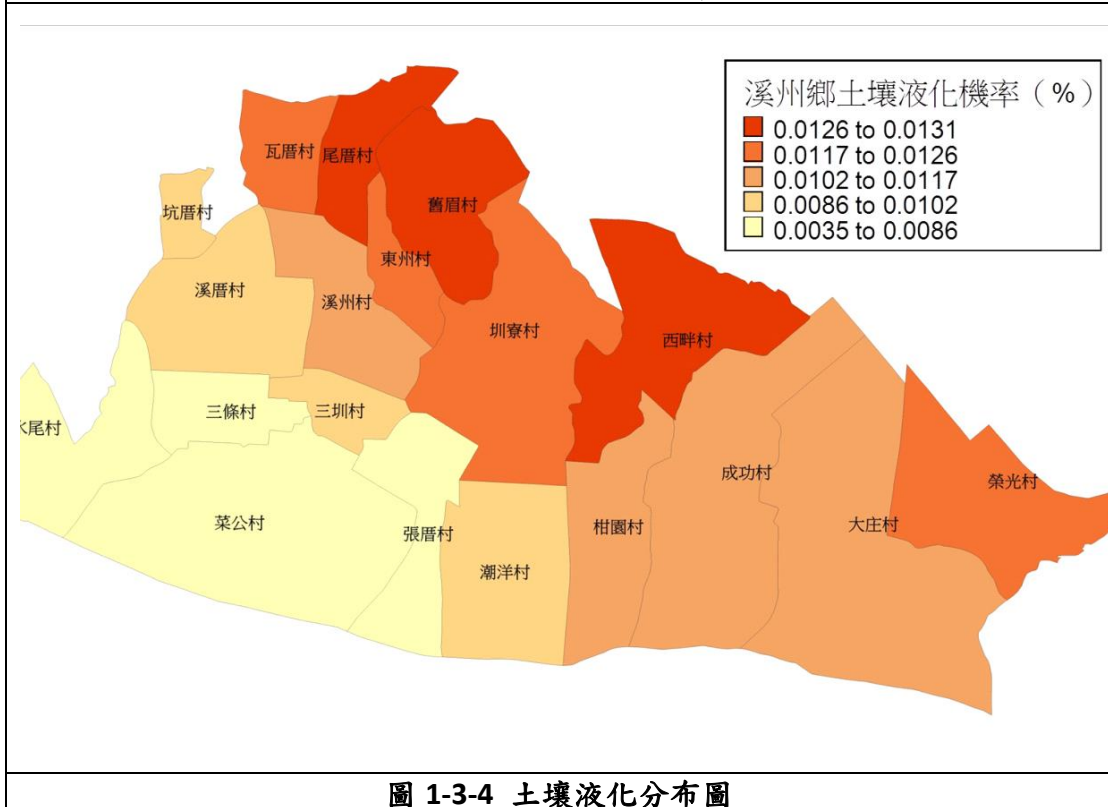 溪州鄉土壤液化機率（%）
0.0126 to 0.0131
0.0117 to 0.0126
0.0102 to 0.0117
0.0086 to 0.0102
0.0035 to 0.0086
瓦厝村
尾厝村
坑厝村
舊眉村
東州村
溪厝村
溪州村
圳寮村
西畔村
三條村
三圳村
水尾村
成功村
榮光村
菜公村
張厝村
柑園村
大庄村
潮洋村
圖 1-3-4 土壤液化分布圖